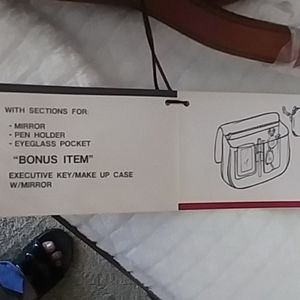 WITH SECTIONS FOR:
- MIRROR
- PEN HOLDER
- EYEGLASS POCKET
"BONUS ITEM"
EXECUTIVE KEY/MAKE UP CASE
W/MIRROR